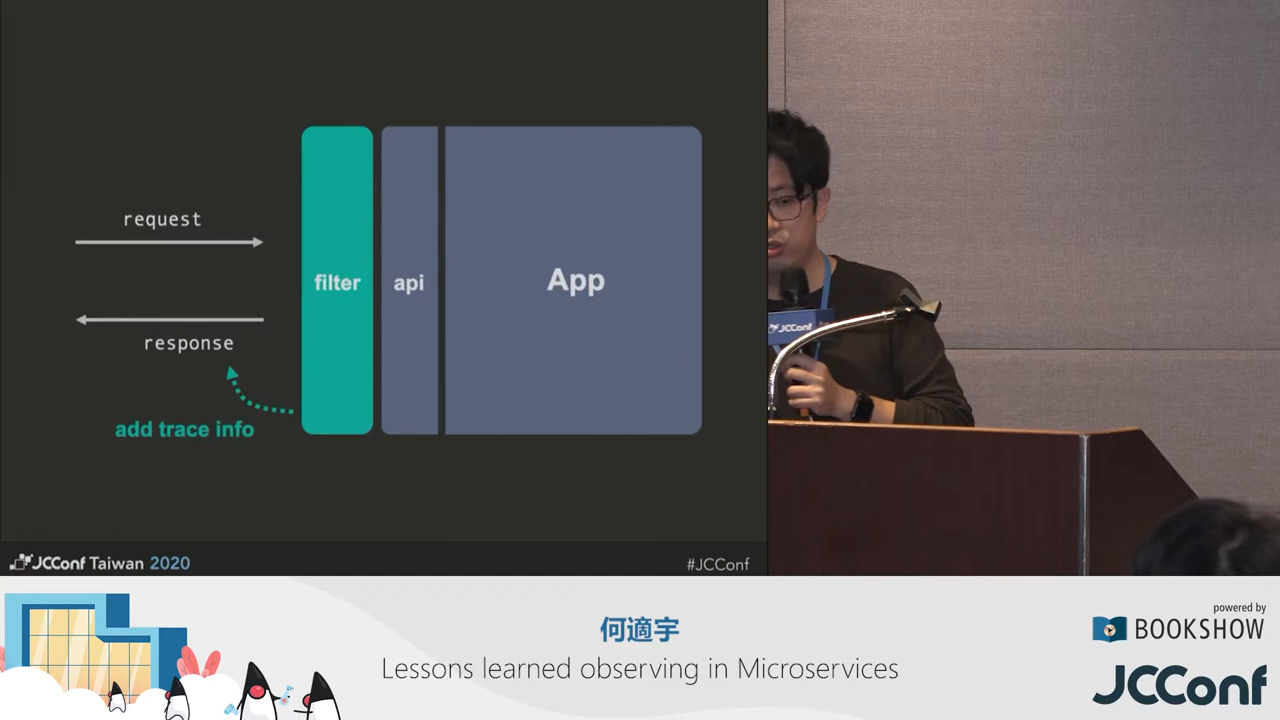 request
response
add trace info
filter
api
App
JCConf
JCConf Taiwan 2020
#JCConf
何適宇
Lessons learned observing in Microservices
powered by
BOOKSHOW
JCConf